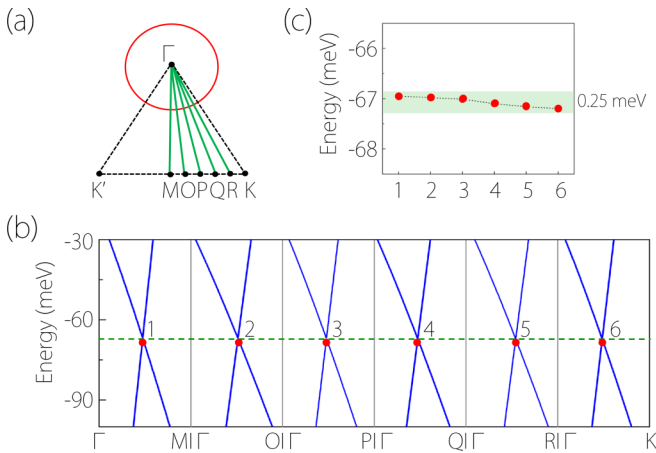 (a)
Γ
K′ M O P Q R K
(c)
Energy (meV)
-66
-67
-68
0.25 meV
1 2 3 4 5 6
(b)
Energy (meV)
-30
-60
-90
1 2 3 4 5 6
Γ M|Γ O|Γ P|Γ Q|Γ R|Γ K